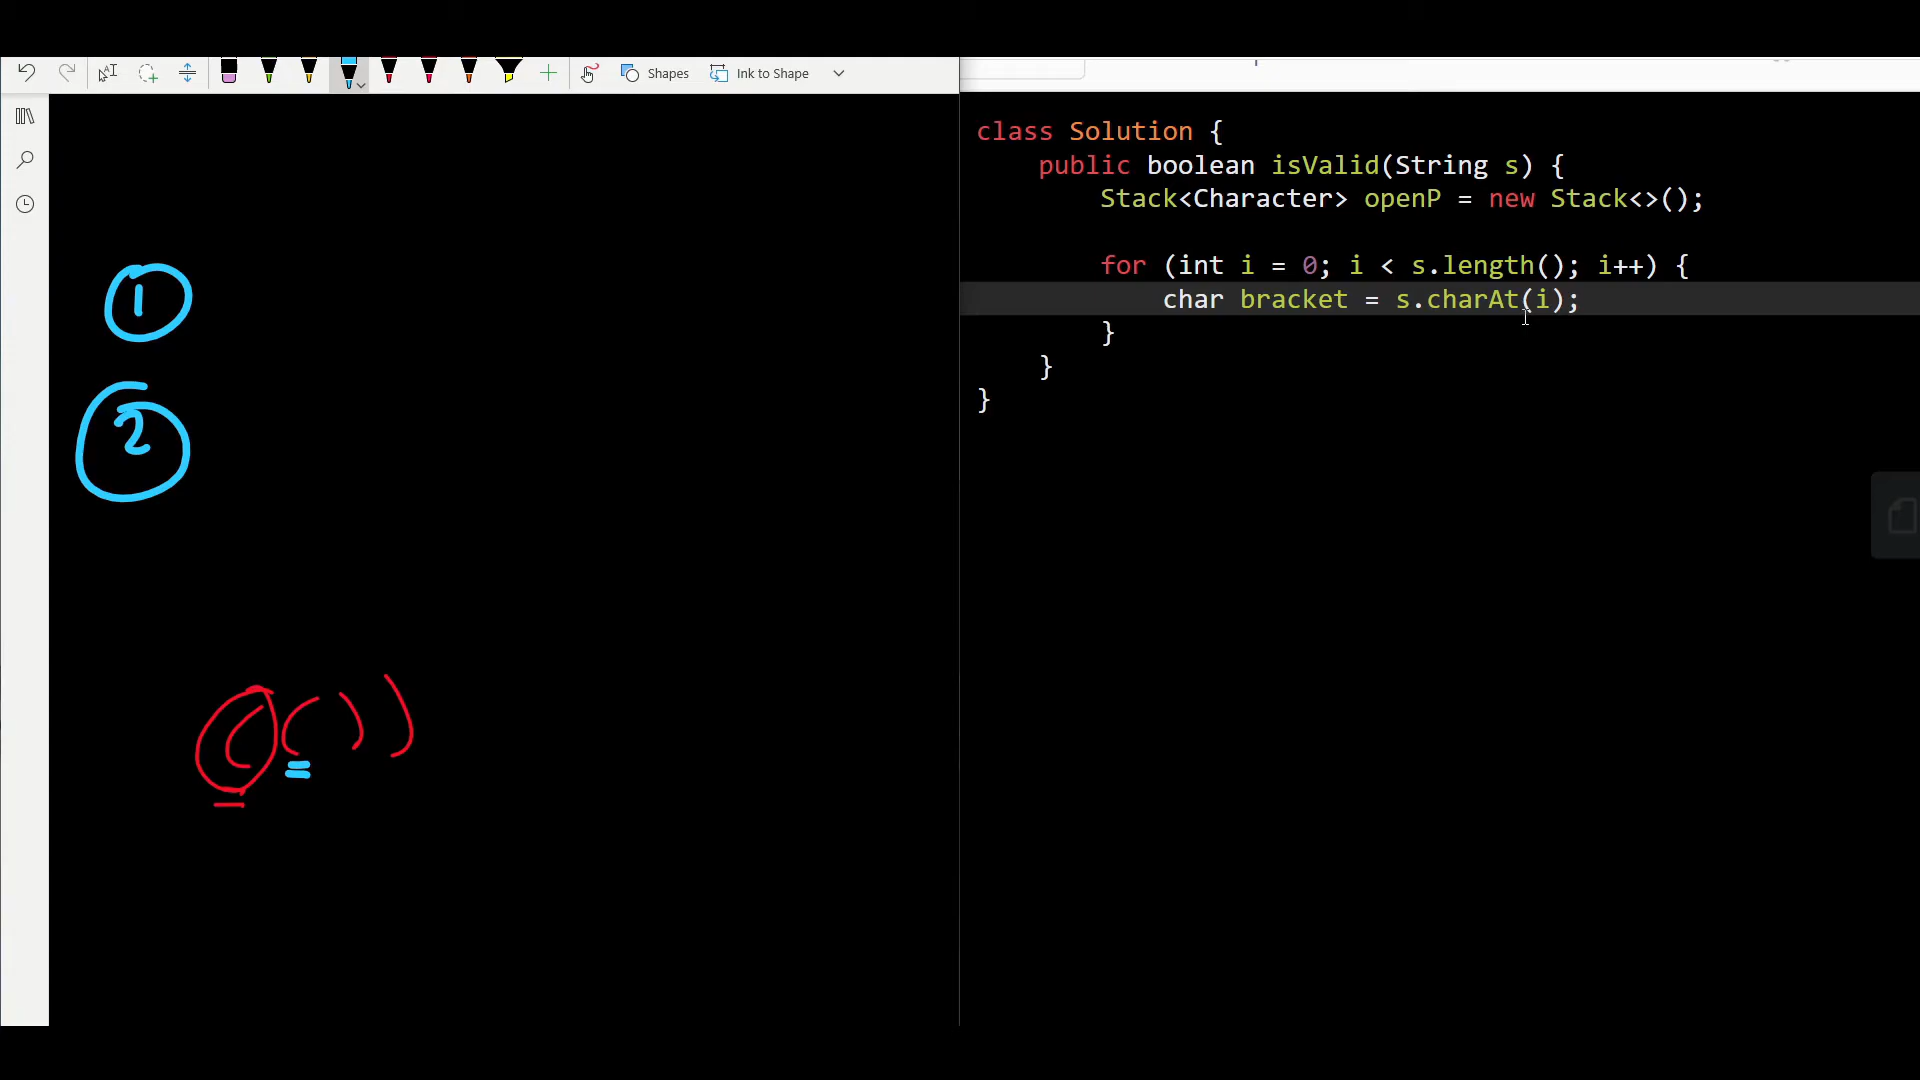 Shapes Ink to Shape
1
2
(())
=
class Solution {
public boolean isValid(String s) {
Stack<Character> openP = new Stack<>();
for (int i = 0; i < s.length(); i++) {
char bracket = s.charAt(i);
}
}
}